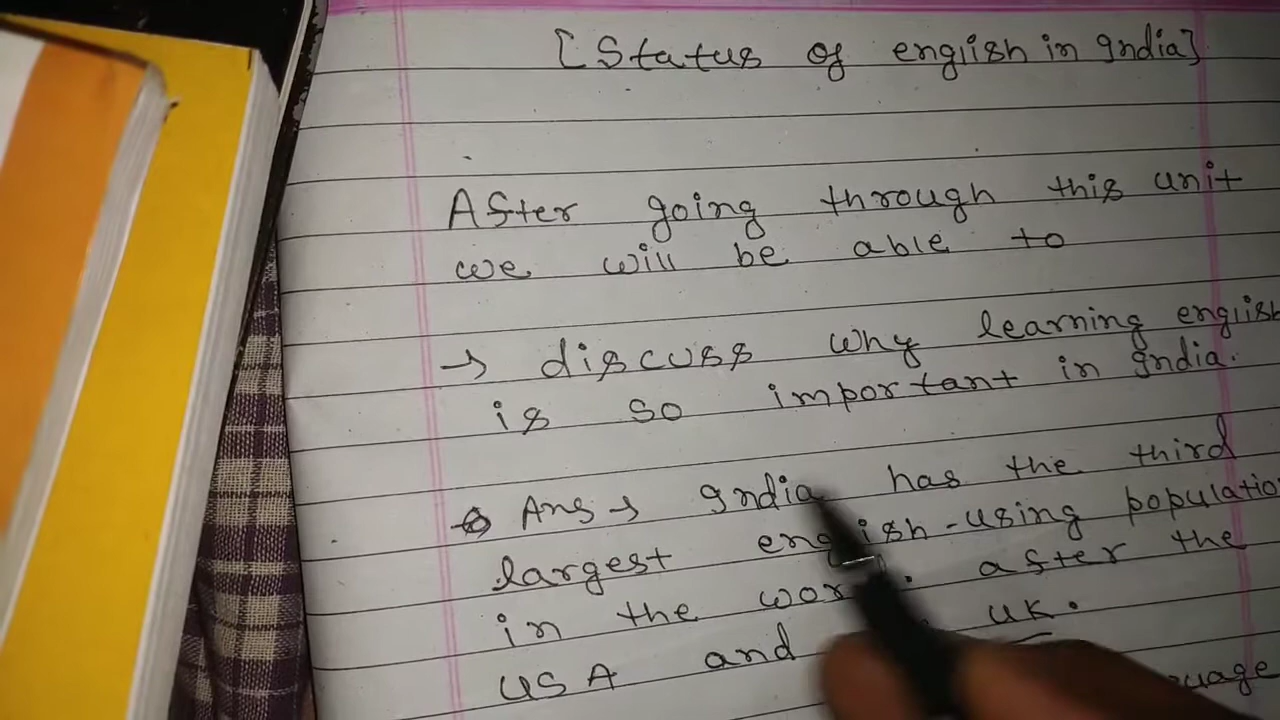 [Status of english in India]
After going through this unit
we will be able to
→ discuss why learning english
is so important in India.
Ans → India has the third
largest english-using population
in the world. after the
USA and UK.